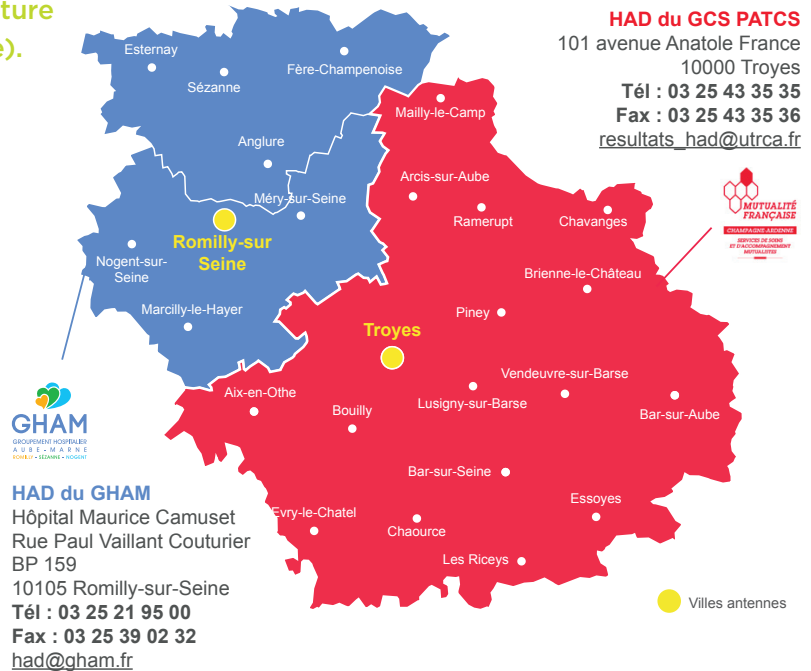 ture
e).
HAD du GCS PATCS
101 avenue Anatole France
10000 Troyes
Tél : 03 25 43 35 35
Fax : 03 25 43 35 36
resultats_had@utrca.fr
MUTUALITÉ
FRANÇAISE
CHAMPAGNE-ARDENNE
SERVICES DE SOINS
ET D'ACCOMPAGNEMENT
MUTUALISTES
Esternay
Sézanne
Fère-Champenoise
Mailly-le-Camp
Anglure
Arcis-sur-Aube
Méry-sur-Seine
Ramerupt
Chavanges
Romilly-sur
Seine
Nogent-sur-
Seine
Brienne-le-Château
Marcilly-le-Hayer
Piney
Troyes
Vendeuvre-sur-Barse
Aix-en-Othe
Bouilly
Lusigny-sur-Barse
Bar-sur-Aube
Bar-sur-Seine
Essoyes
Evry-le-Chatel
Chaource
Les Riceys
Villes antennes
GHAM
GROUPEMENT HOSPITALIER
AUBE - MARNE
ROMILLY - SÉZANNE - NOGENT
HAD du GHAM
Hôpital Maurice Camuset
Rue Paul Vaillant Couturier
BP 159
10105 Romilly-sur-Seine
Tél : 03 25 21 95 00
Fax : 03 25 39 02 32
had@gham.fr